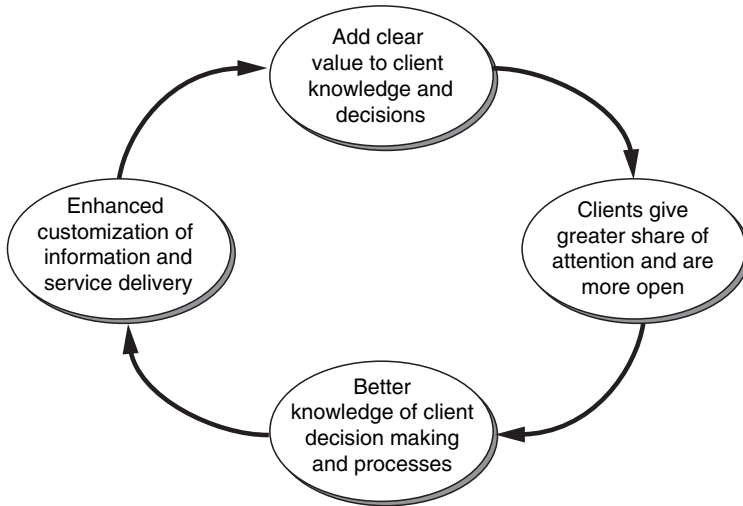 Add clear
value to client
knowledge and
decisions
Clients give
greater share of
attention and are
more open
Better
knowledge of client
decision making
and processes
Enhanced
customization of
information and
service delivery